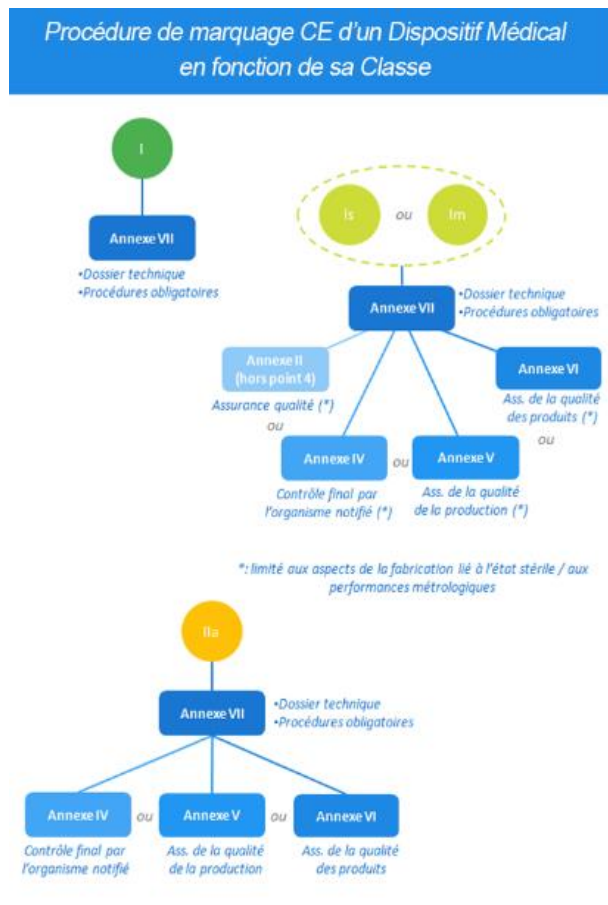 Procédure de marquage CE d'un Dispositif Médical
en fonction de sa Classe
I
Annexe VII
•Dossier technique
•Procédures obligatoires
Is
ou
Im
Annexe VII
•Dossier technique
•Procédures obligatoires
Annexe II
(hors point 4)
Assurance qualité (*)
ou
Annexe IV
Contrôle final par
l'organisme notifié (*)
ou
Annexe V
Ass. de la qualité
de la production (*)
ou
Annexe VI
Ass. de la qualité
des produits (*)
*: limité aux aspects de la fabrication lié à l'état stérile / aux
performances métrologiques
IIa
Annexe VII
•Dossier technique
•Procédures obligatoires
Annexe IV
Contrôle final par
l'organisme notifié
ou
Annexe V
Ass. de la qualité
de la production
ou
Annexe VI
Ass. de la qualité
des produits